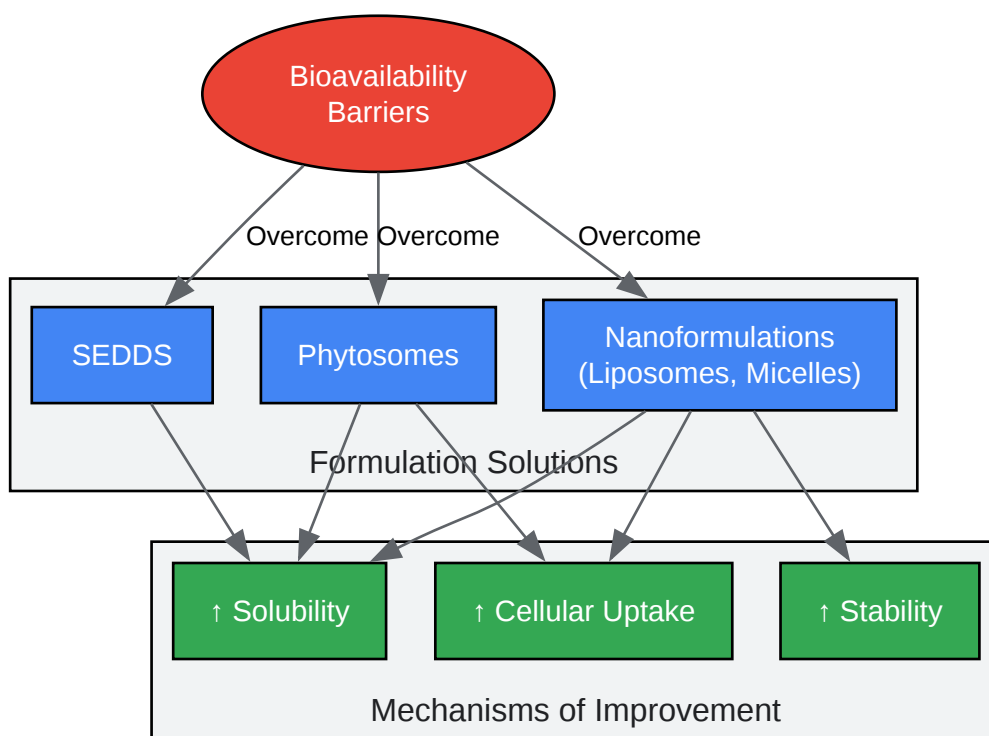 Bioavailability
Barriers
Overcome
Overcome
Overcome
SEDDS
Phytosomes
Nanoformulations
(Liposomes, Micelles)
Formulation Solutions
↑ Solubility
↑ Cellular Uptake
↑ Stability
Mechanisms of Improvement